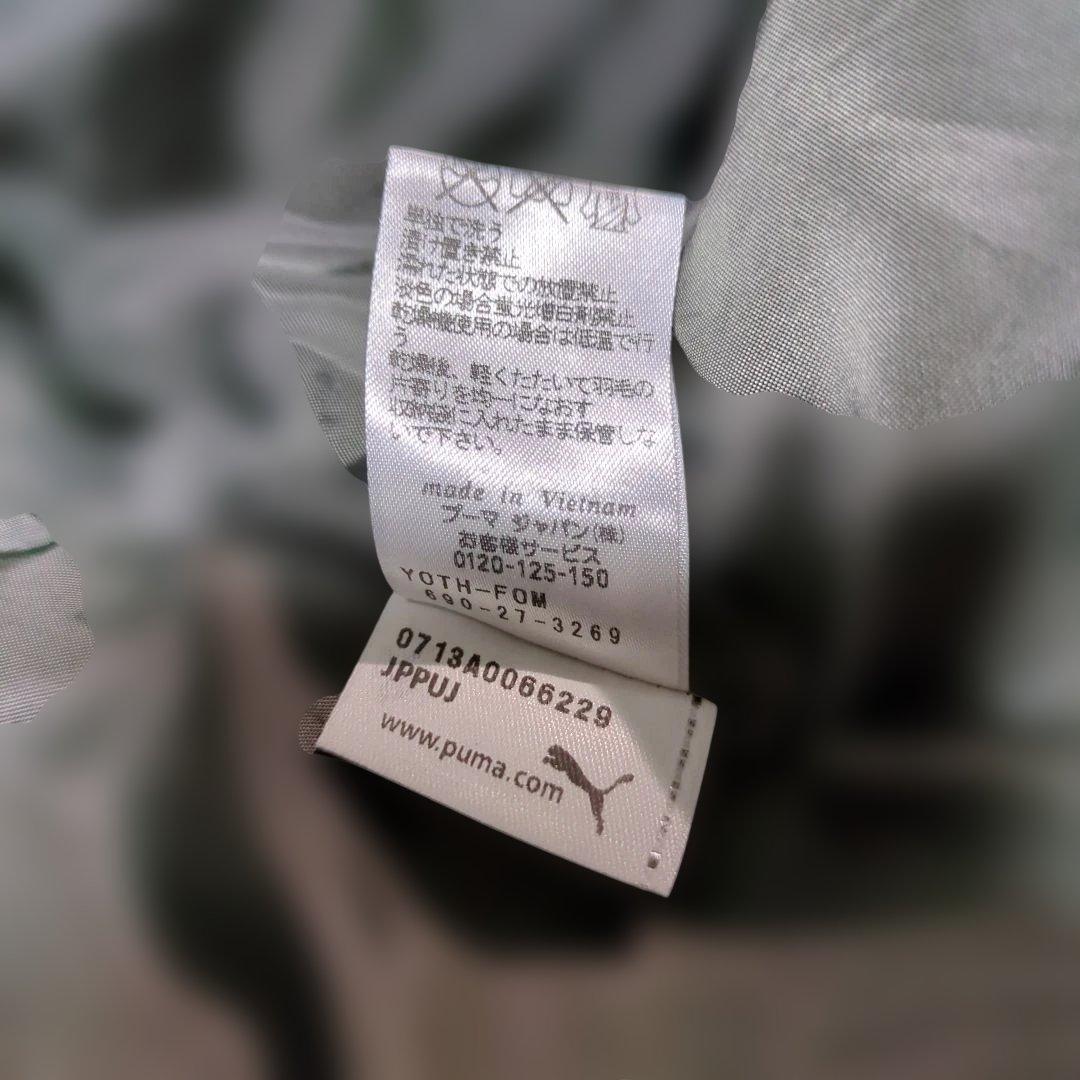 単独で洗う
漬け置き禁止
濡れた状態での放置禁止
淡色の場合蛍光増白剤禁止
乾燥機使用の場合は低温で行
う
乾燥後、軽くたたいて羽毛の
片寄りを均一になおす
収納袋に入れたまま保管しな
いで下さい。
made in Vietnam
プーマ ジャパン(株)
お客様サービス
0120-125-150
YOTH-FOM
690-27-3269
0713A0066229
JPPUJ
www.puma.com